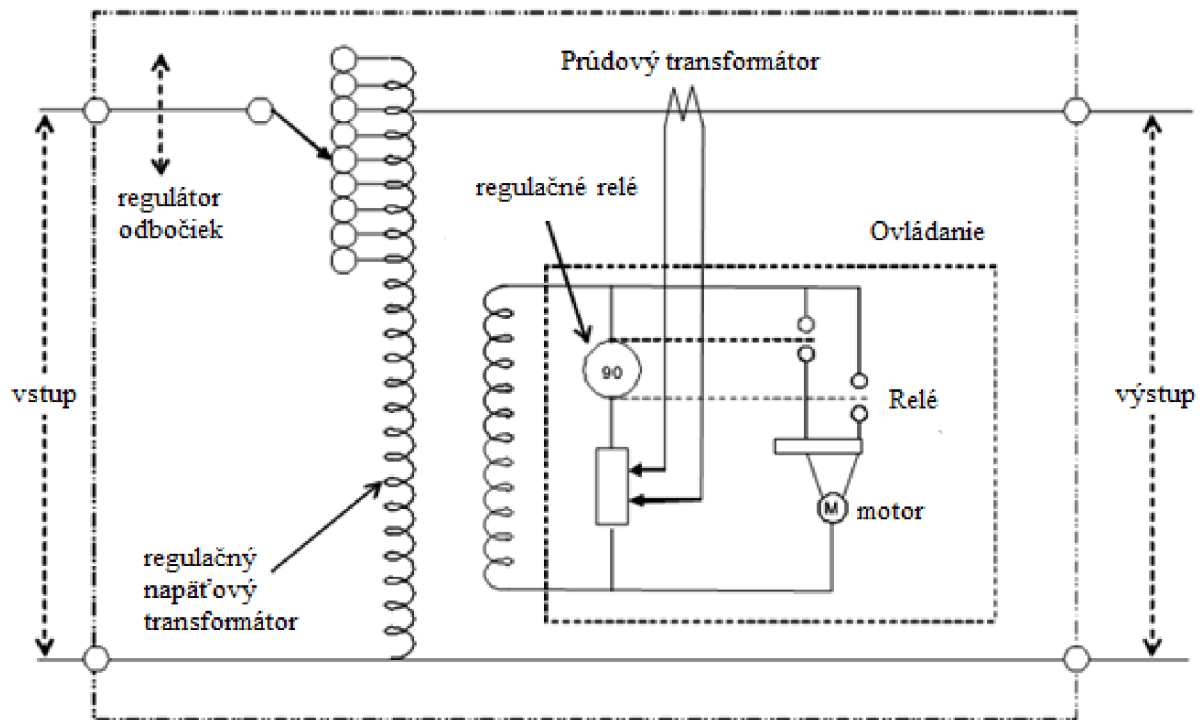 Prúdový transformátor
regulátor
odbočiek
regulačné relé
Ovládanie
90
vstup
Relé
výstup
M
motor
regulačný
napäťový
transformátor